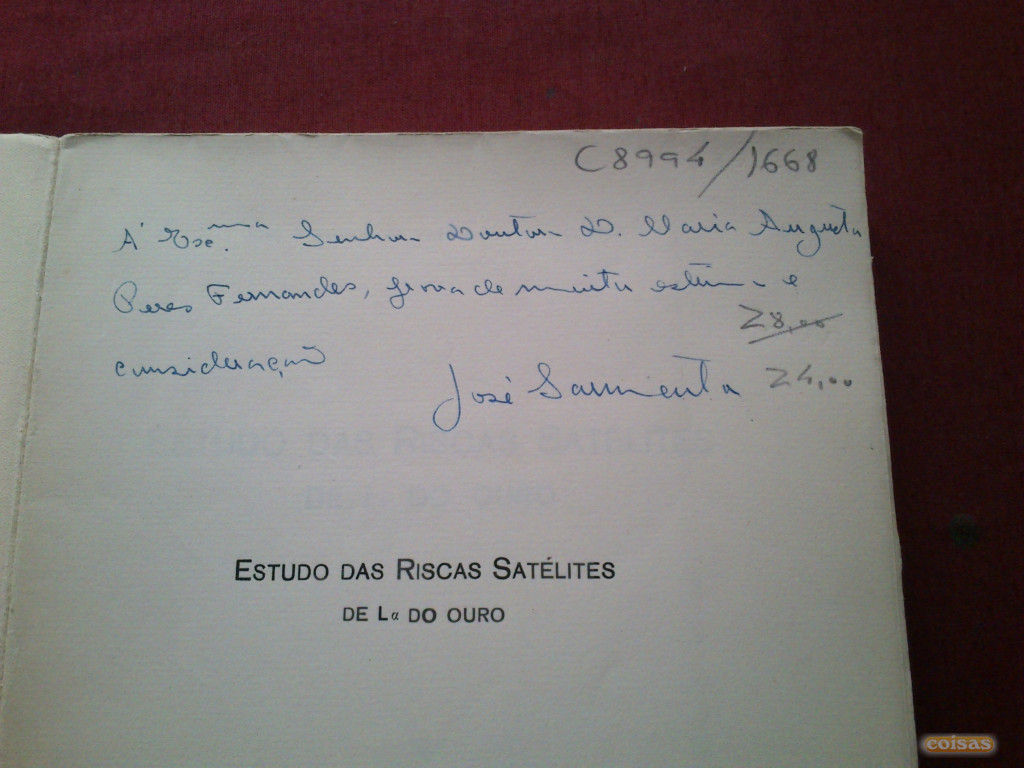 C8994/1668
À Exc.ma Senhora Doutora D. Maria Augusta
Peres Fernandes, prova de muita estima e
28,00
consideração
José Sarmento 24,00
ESTUDO DAS RISCAS SATÉLITES
DE Lα DO OURO
coisas